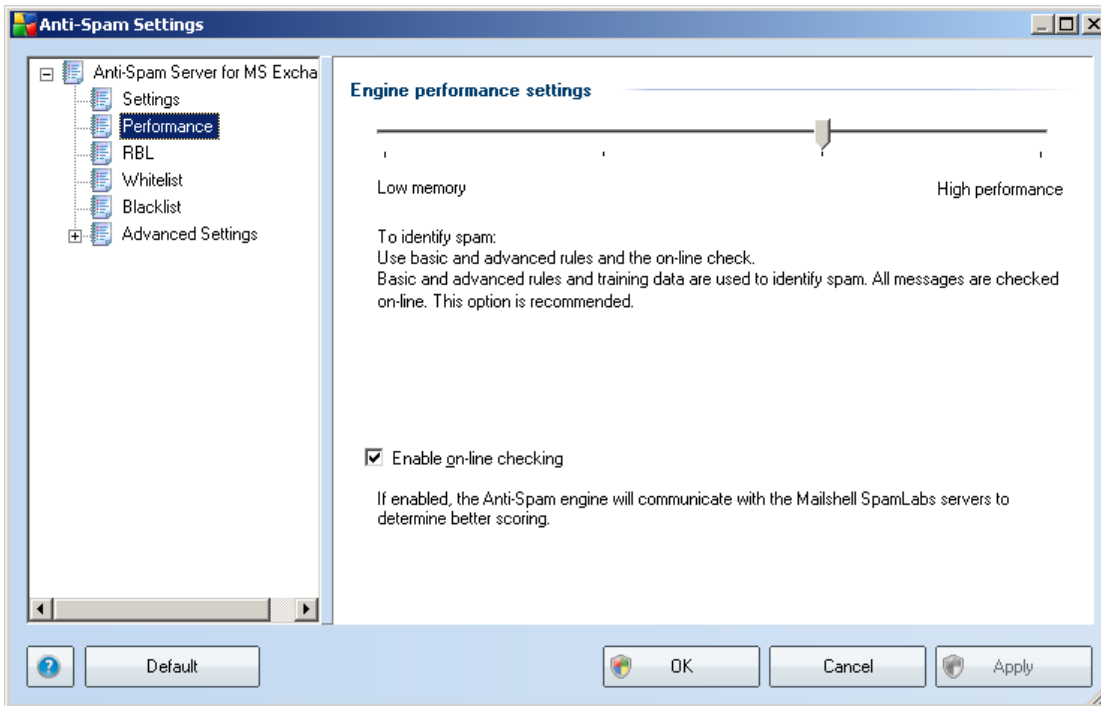 Anti-Spam Settings
Anti-Spam Server for MS Excha
Settings
Performance
RBL
Whitelist
Blacklist
Advanced Settings
Engine performance settings
Low memory
High performance
To identify spam:
Use basic and advanced rules and the on-line check.
Basic and advanced rules and training data are used to identify spam. All messages are checked
on-line. This option is recommended.
Enable on-line checking
If enabled, the Anti-Spam engine will communicate with the Mailshell SpamLabs servers to
determine better scoring.
?
Default
OK
Cancel
Apply